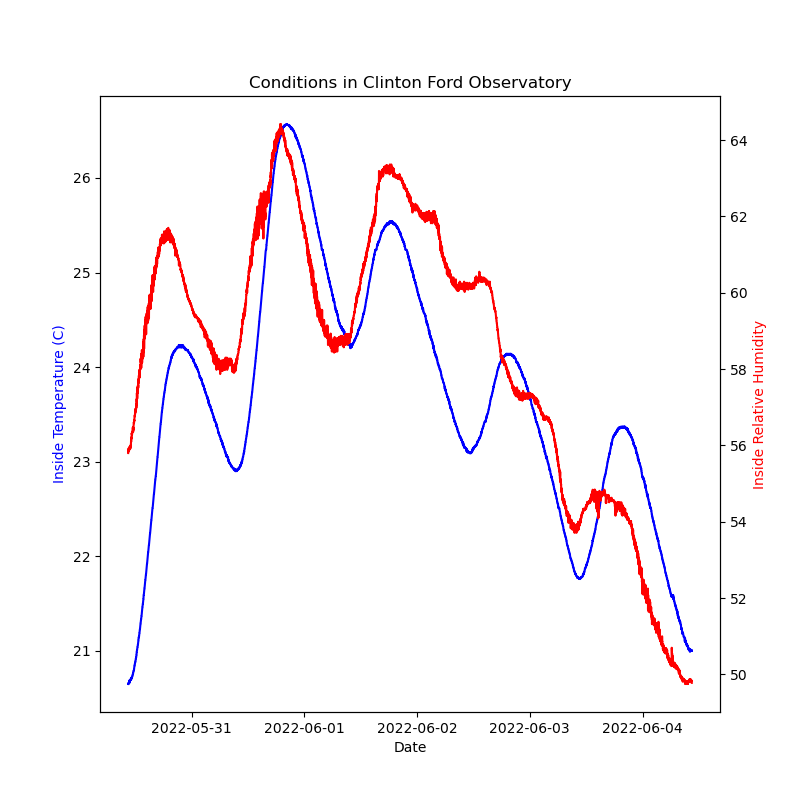 Conditions in Clinton Ford Observatory
Inside Temperature (C)
26
25
24
23
22
21
64
62
60
58
56
54
52
50
Inside Relative Humidity
2022-05-31 2022-06-01 2022-06-02 2022-06-03 2022-06-04
Date